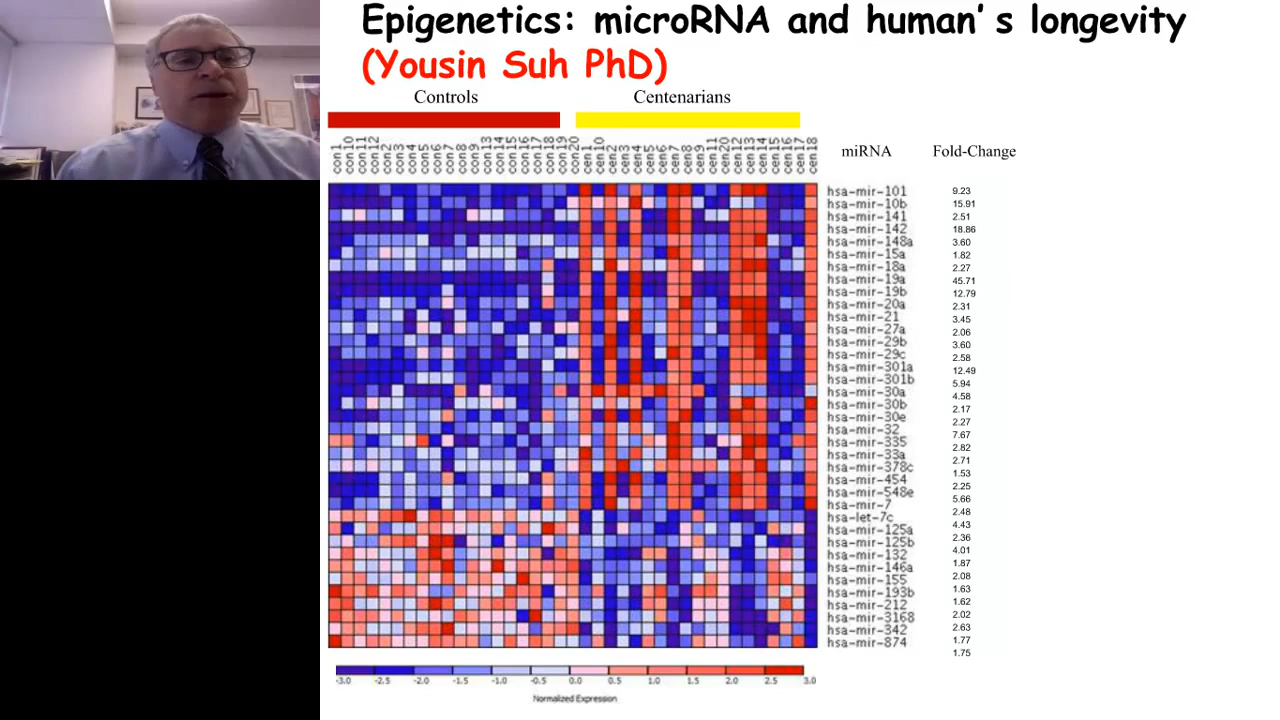 Epigenetics: microRNA and human's longevity
(Yousin Suh PhD)
Controls Centenarians
con1 con10 con11 con12 con2 con3 con4 con5 con6 con7 con8 con9 con13 con14 con15 con16 con17 con18 con19 con20 cen1 cen10 cen2 cen3 cen4 cen5 cen6 cen7 cen8 cen9 cen11 cen20 cen12 cen13 cen14 cen15 cen16 cen17 cen18
miRNA Fold-Change
hsa-mir-101 9.23
hsa-mir-10b 15.91
hsa-mir-141 2.51
hsa-mir-142 18.86
hsa-mir-148a 3.60
hsa-mir-15a 1.82
hsa-mir-18a 2.27
hsa-mir-19a 45.71
hsa-mir-19b 12.79
hsa-mir-20a 2.31
hsa-mir-21 3.45
hsa-mir-27a 2.06
hsa-mir-29b 3.60
hsa-mir-29c 2.58
hsa-mir-301a 12.49
hsa-mir-301b 5.94
hsa-mir-30a 4.58
hsa-mir-30b 2.17
hsa-mir-30e 2.27
hsa-mir-32 7.67
hsa-mir-335 2.82
hsa-mir-33a 2.71
hsa-mir-378c 1.53
hsa-mir-454 2.25
hsa-mir-548e 5.66
hsa-mir-7 2.48
hsa-let-7c 4.43
hsa-mir-125a 2.36
hsa-mir-125b 4.01
hsa-mir-132 1.87
hsa-mir-146a 2.08
hsa-mir-155 1.63
hsa-mir-193b 1.62
hsa-mir-212 2.02
hsa-mir-3168 2.63
hsa-mir-342 1.77
hsa-mir-874 1.75
-3.0 -2.5 -2.0 -1.5 -1.0 -0.5 0.0 0.5 1.0 1.5 2.0 2.5 3.0
Normalized Expression